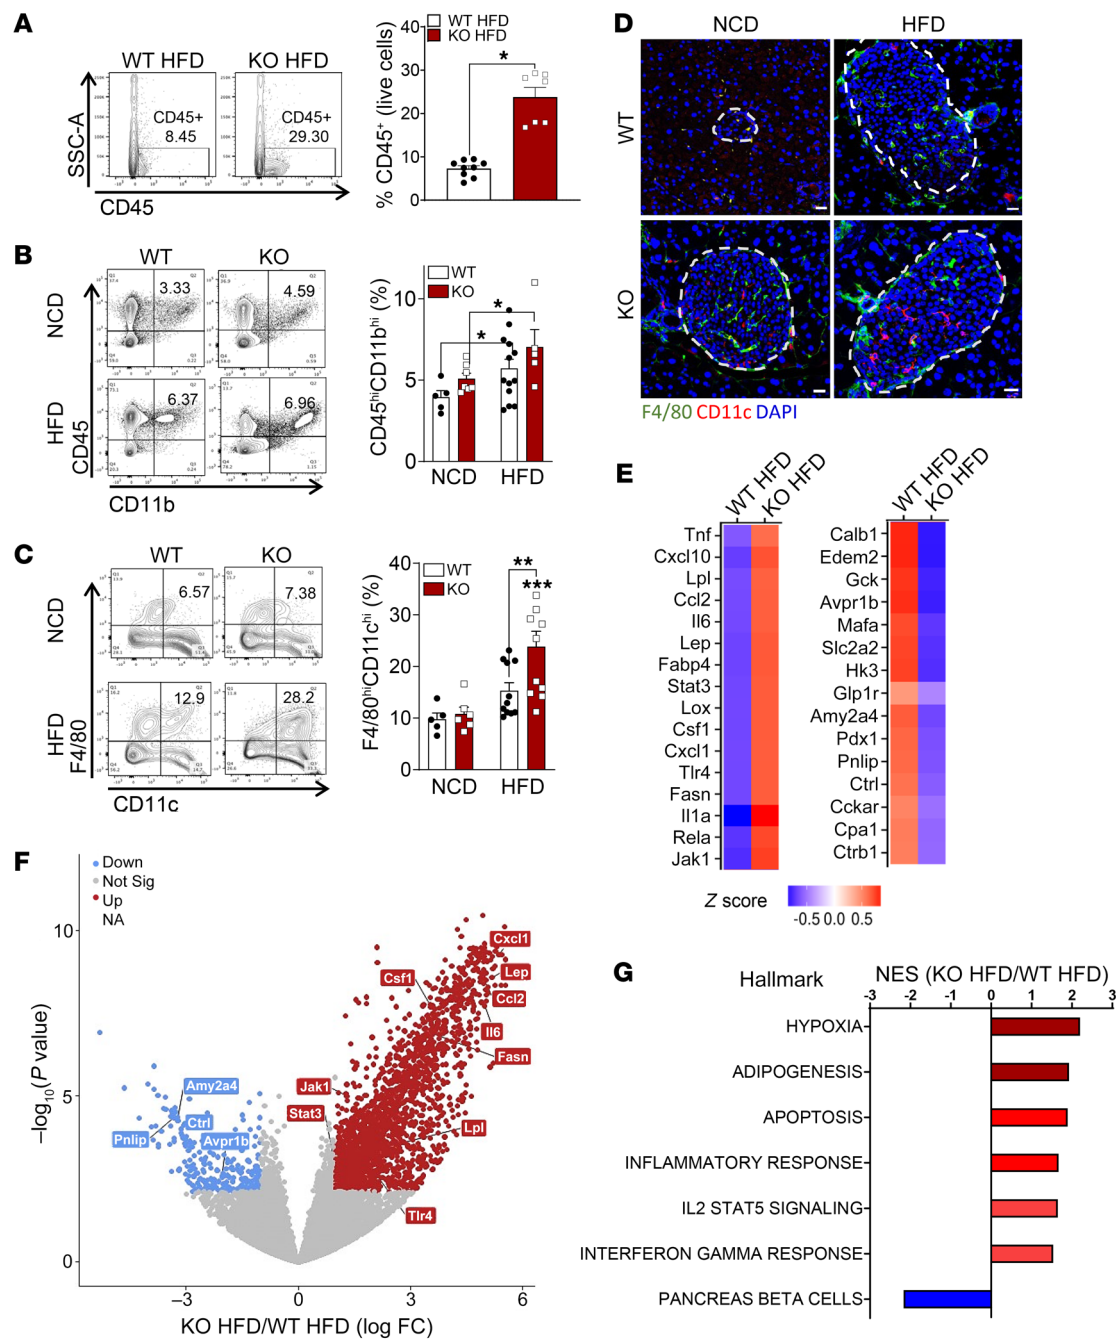 A
WT HFD
KO HFD
CD45+
8.45
CD45+
29.30
SSC-A
CD45
WT HFD
KO HFD
% CD45+ (live cells)
40
30
20
10
0
*
B
WT
KO
NCD
3.33
4.59
HFD
6.37
6.96
CD45
CD11b
WT
KO
CD45hiCD11bhi (%)
10
5
0
*
*
NCD
HFD
C
WT
KO
NCD
6.57
7.38
HFD
12.9
28.2
F4/80
CD11c
WT
KO
F4/80hiCD11chi (%)
40
30
20
10
0
**
***
NCD
HFD
D
NCD
HFD
WT
KO
F4/80 CD11c DAPI
E
WT HFD
KO HFD
Tnf
Cxcl10
Lpl
Ccl2
Il6
Lep
Fabp4
Stat3
Lox
Csf1
Cxcl1
Tlr4
Fasn
Il1a
Rela
Jak1
WT HFD
KO HFD
Calb1
Edem2
Gck
Avpr1b
Mafa
Slc2a2
Hk3
Glp1r
Amy2a4
Pdx1
Pnlip
Ctrl
Cckar
Cpa1
Ctrb1
Z score
-0.5 0.0 0.5
F
Down
Not Sig
Up
NA
–log10(P value)
10
5
0
Cxcl1
Csf1
Lep
Ccl2
Il6
Fasn
Jak1
Stat3
Lpl
Tlr4
Amy2a4
Ctrl
Pnlip
Avpr1b
–3
0
3
6
KO HFD/WT HFD (log FC)
G
Hallmark
NES (KO HFD/WT HFD)
-3 -2 -1 0 1 2 3
HYPOXIA
ADIPOGENESIS
APOPTOSIS
INFLAMMATORY RESPONSE
IL2 STAT5 SIGNALING
INTERFERON GAMMA RESPONSE
PANCREAS BETA CELLS